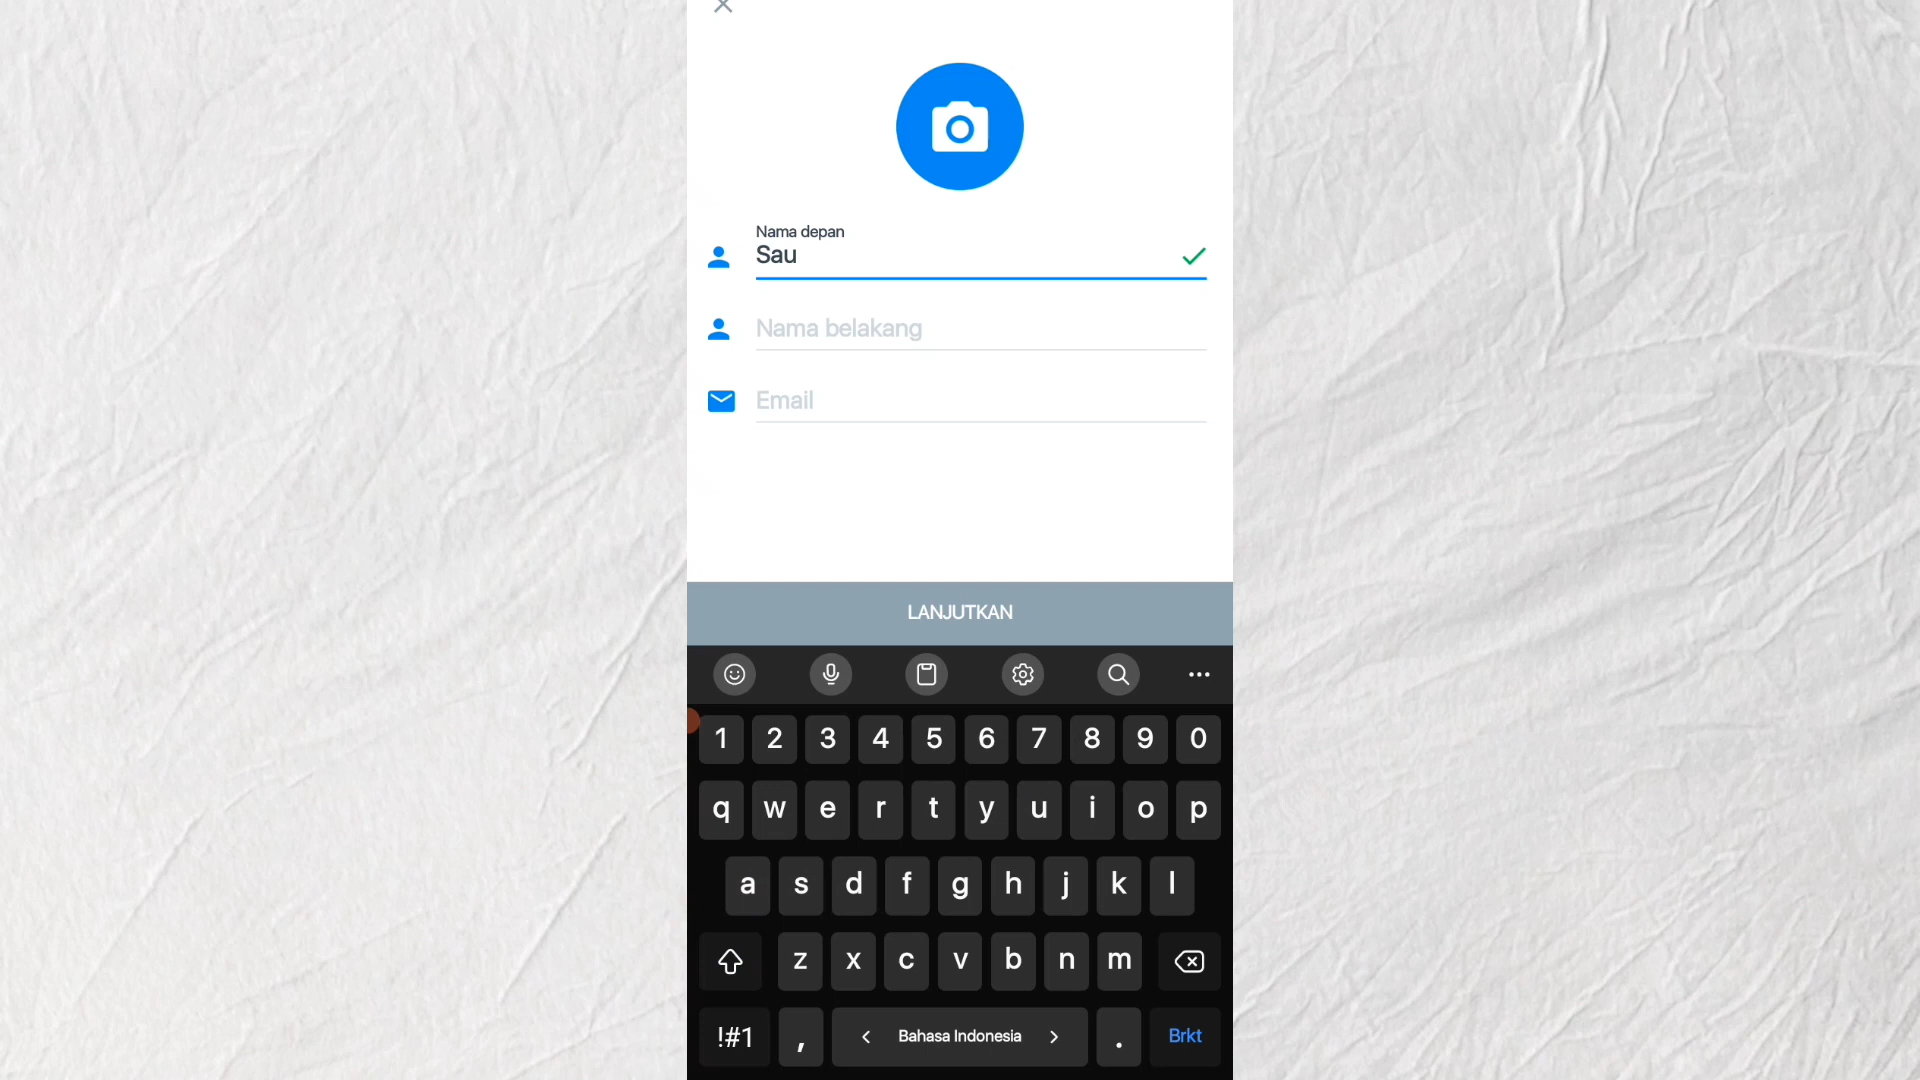 Nama depan
Sau
Nama belakang
Email
LANJUTKAN
1 2 3 4 5 6 7 8 9 0
q w e r t y u i o p
a s d f g h j k l
z x c v b n m
!#1 , < Bahasa Indonesia > . Brkt